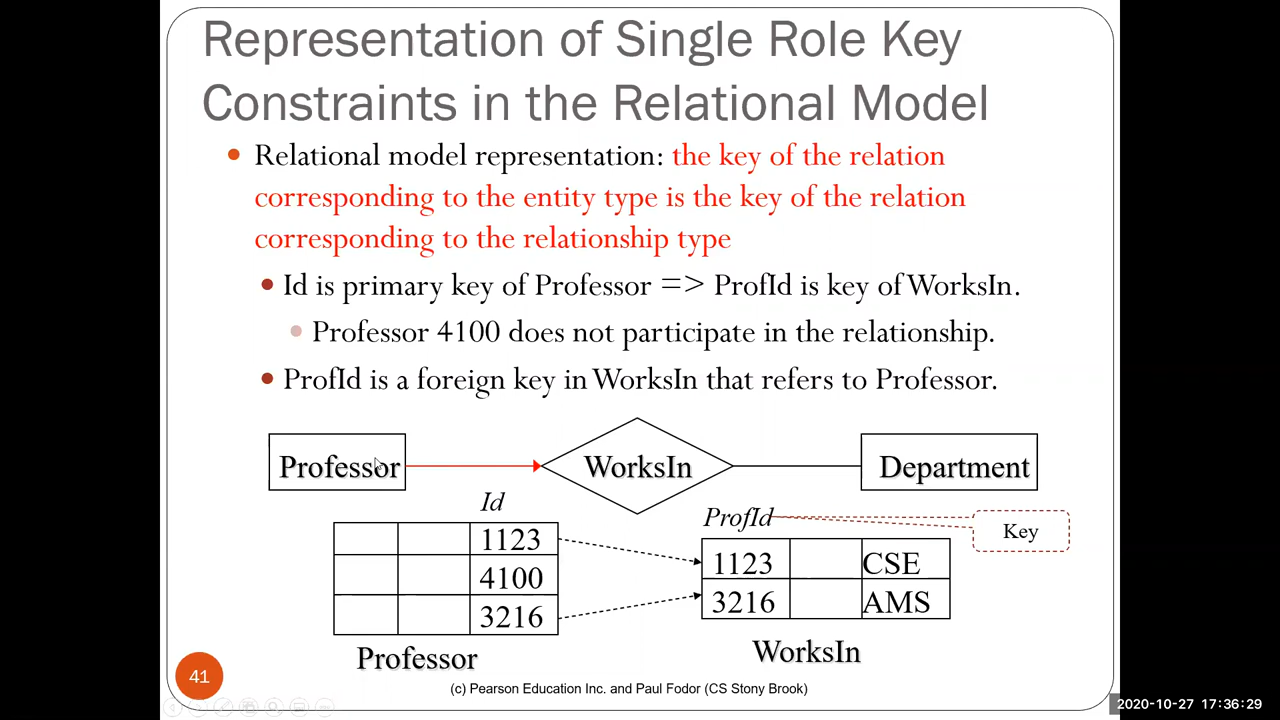 Representation of Single Role Key
Constraints in the Relational Model
Relational model representation: the key of the relation
corresponding to the entity type is the key of the relation
corresponding to the relationship type
Id is primary key of Professor => ProfId is key of WorksIn.
Professor 4100 does not participate in the relationship.
ProfId is a foreign key in WorksIn that refers to Professor.
Professor
WorksIn
Department
Id
ProfId
Key
1123
4100
3216
1123 CSE
3216 AMS
Professor
WorksIn
41
(c) Pearson Education Inc. and Paul Fodor (CS Stony Brook)
2020-10-27 17:36:29